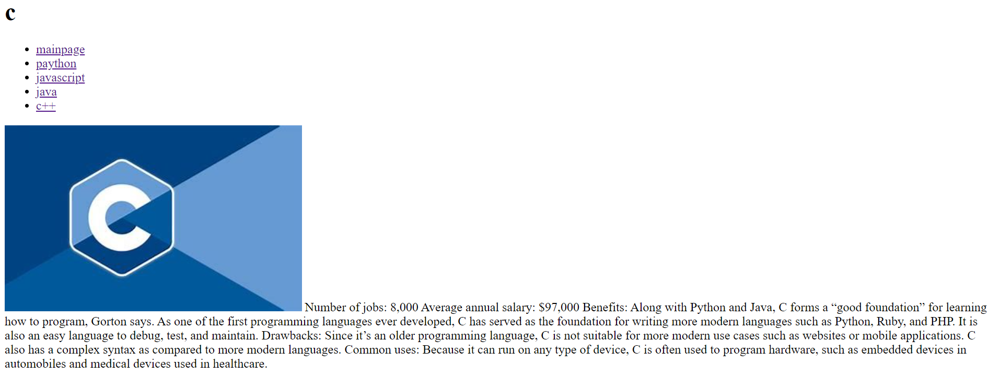 c
mainpage
paython
javascript
java
c++
C
Number of jobs: 8,000 Average annual salary: $97,000 Benefits: Along with Python and Java, C forms a “good foundation” for learning
how to program, Gorton says. As one of the first programming languages ever developed, C has served as the foundation for writing more modern languages such as Python, Ruby, and PHP. It is
also an easy language to debug, test, and maintain. Drawbacks: Since it’s an older programming language, C is not suitable for more modern use cases such as websites or mobile applications. C
also has a complex syntax as compared to more modern languages. Common uses: Because it can run on any type of device, C is often used to program hardware, such as embedded devices in
automobiles and medical devices used in healthcare.